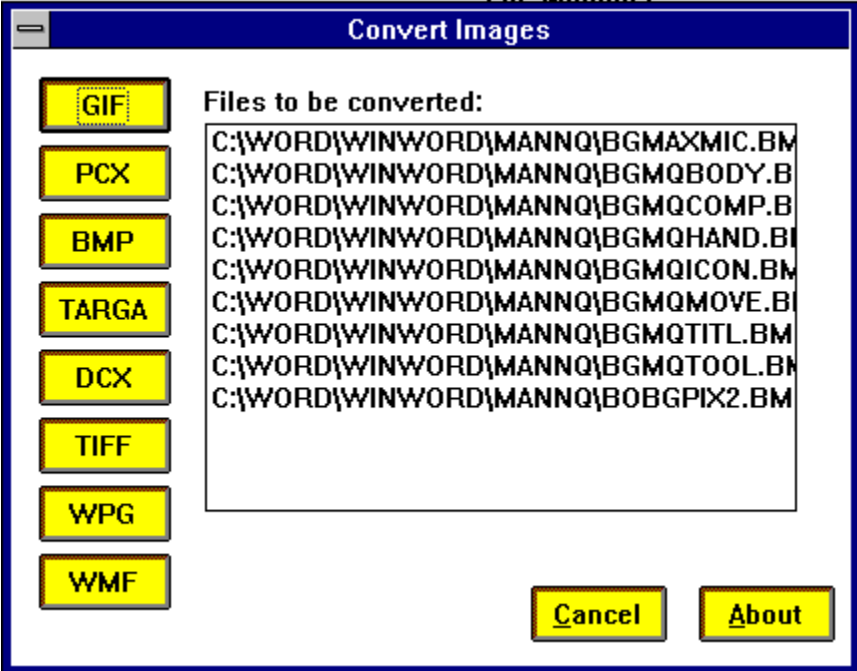 Convert Images
GIF
PCX
BMP
TARGA
DCX
TIFF
WPG
WMF
Files to be converted:
C:\WORD\WINWORD\MANNQ\BGMAXMIC.BM
C:\WORD\WINWORD\MANNQ\BGMQBODY.B
C:\WORD\WINWORD\MANNQ\BGMQCOMP.B
C:\WORD\WINWORD\MANNQ\BGMQHAND.B
C:\WORD\WINWORD\MANNQ\BGMQICON.BM
C:\WORD\WINWORD\MANNQ\BGMQMOVE.B
C:\WORD\WINWORD\MANNQ\BGMQTITL.BM
C:\WORD\WINWORD\MANNQ\BGMQTOOL.BM
C:\WORD\WINWORD\MANNQ\BOBGPIX2.BM
Cancel
About